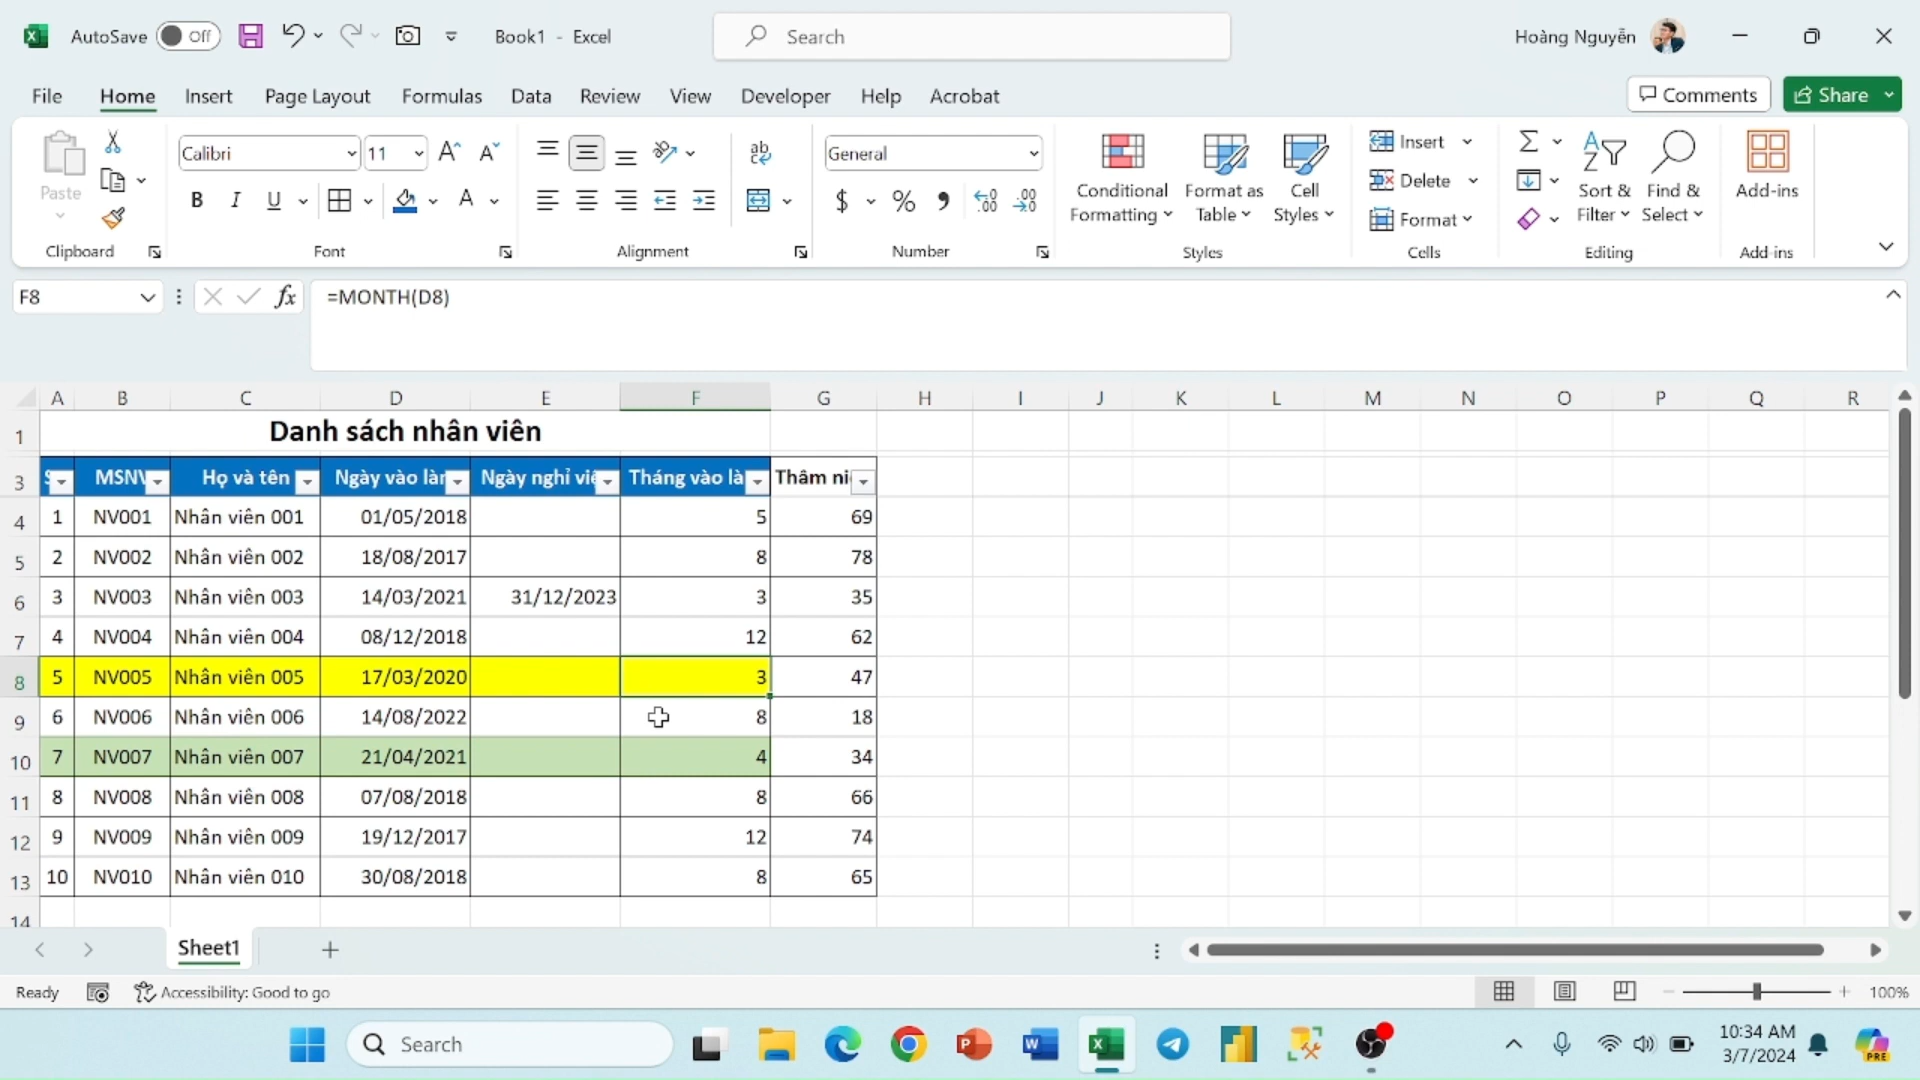 AutoSave Off Book1 - Excel Search Hoàng Nguyễn
File Home Insert Page Layout Formulas Data Review View Developer Help Acrobat Comments Share
Paste
Clipboard
Calibri 11
B I U A
Font
ab
Alignment
General
$ % .00 .00
Number
Conditional Formatting
Format as Table
Cell Styles
Styles
Insert
Delete
Format
Cells
Sort & Filter
Find & Select
Editing
Add-ins
Add-ins
F8 fx =MONTH(D8)
A B C D E F G H I J K L M N O P Q R
1 Danh sách nhân viên
3 MSNV Họ và tên Ngày vào làn Ngày nghỉ việ Tháng vào là Thâm ni
4 1 NV001 Nhân viên 001 01/05/2018 5 69
5 2 NV002 Nhân viên 002 18/08/2017 8 78
6 3 NV003 Nhân viên 003 14/03/2021 31/12/2023 3 35
7 4 NV004 Nhân viên 004 08/12/2018 12 62
8 5 NV005 Nhân viên 005 17/03/2020 3 47
9 6 NV006 Nhân viên 006 14/08/2022 8 18
10 7 NV007 Nhân viên 007 21/04/2021 4 34
11 8 NV008 Nhân viên 008 07/08/2018 8 66
12 9 NV009 Nhân viên 009 19/12/2017 12 74
13 10 NV010 Nhân viên 010 30/08/2018 8 65
14
Sheet1
Ready Accessibility: Good to go 100%
Search 10:34 AM
3/7/2024
PRE